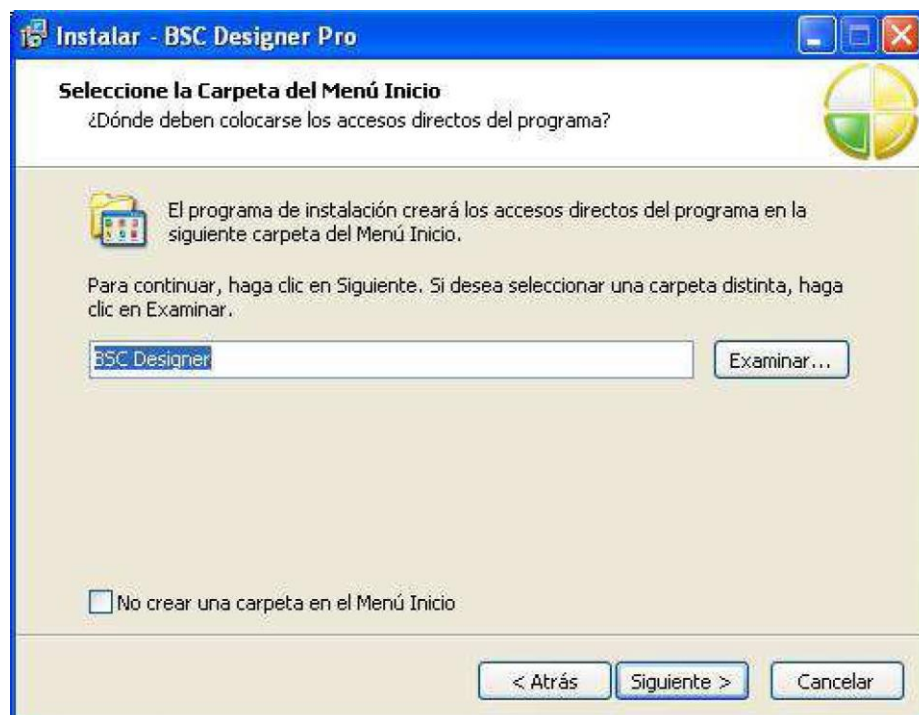 Instalar - BSC Designer Pro
Seleccione la Carpeta del Menú Inicio
¿Dónde deben colocarse los accesos directos del programa?
El programa de instalación creará los accesos directos del programa en la
siguiente carpeta del Menú Inicio.
Para continuar, haga clic en Siguiente. Si desea seleccionar una carpeta distinta, haga
clic en Examinar.
BSC Designer
Examinar...
No crear una carpeta en el Menú Inicio
< Atrás
Siguiente >
Cancelar